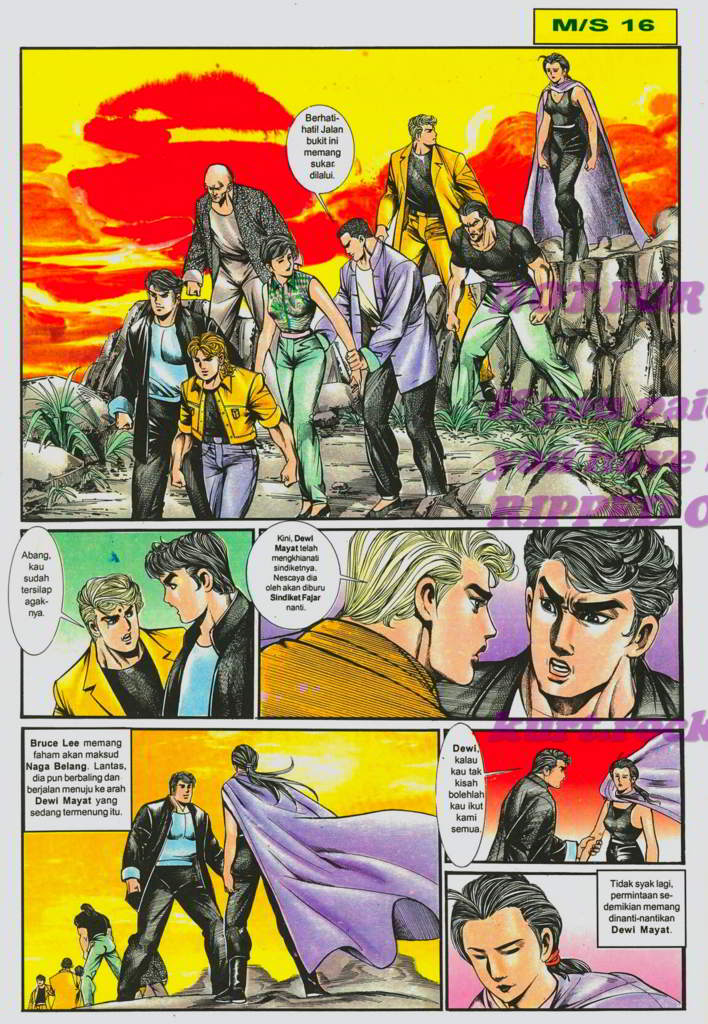 M/S 16
Berhati-
hati! Jalan
bukit ini
memang
sukar
dilalui.
NOT FOR
If you paid
you have
RIPPED O
Abang,
kau
sudah
tersilap
agak-
nya.
Kini, Dewi
Mayat telah
mengkhianati
sindiketnya.
Nescaya dia
oleh akan diburu
Sindiket Fajar
nanti.
kurt.rock
Bruce Lee memang
faham akan maksud
Naga Belang. Lantas,
dia pun berbaling dan
berjalan menuju ke arah
Dewi Mayat yang
sedang termenung itu.
Dewi,
kalau
kau tak
kisah
bolehlah
kau ikut
kami
semua.
Tidak syak lagi,
permintaan se-
demikian memang
dinanti-nantikan
Dewi Mayat.